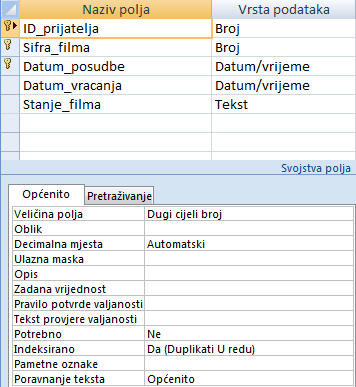 Naziv polja Vrsta podataka
ID_prijatelja Broj
Sifra_filma Broj
Datum_posudbe Datum/vrijeme
Datum_vracanja Datum/vrijeme
Stanje_filma Tekst
Svojstva polja
Općenito Pretraživanje
Veličina polja Dugi cijeli broj
Oblik
Decimalna mjesta Automatski
Ulazna maska
Opis
Zadana vrijednost
Pravilo potvrde valjanosti
Tekst provjere valjanosti
Potrebno Ne
Indeksirano Da (Duplikati U redu)
Pametne oznake
Poravnanje teksta Općenito